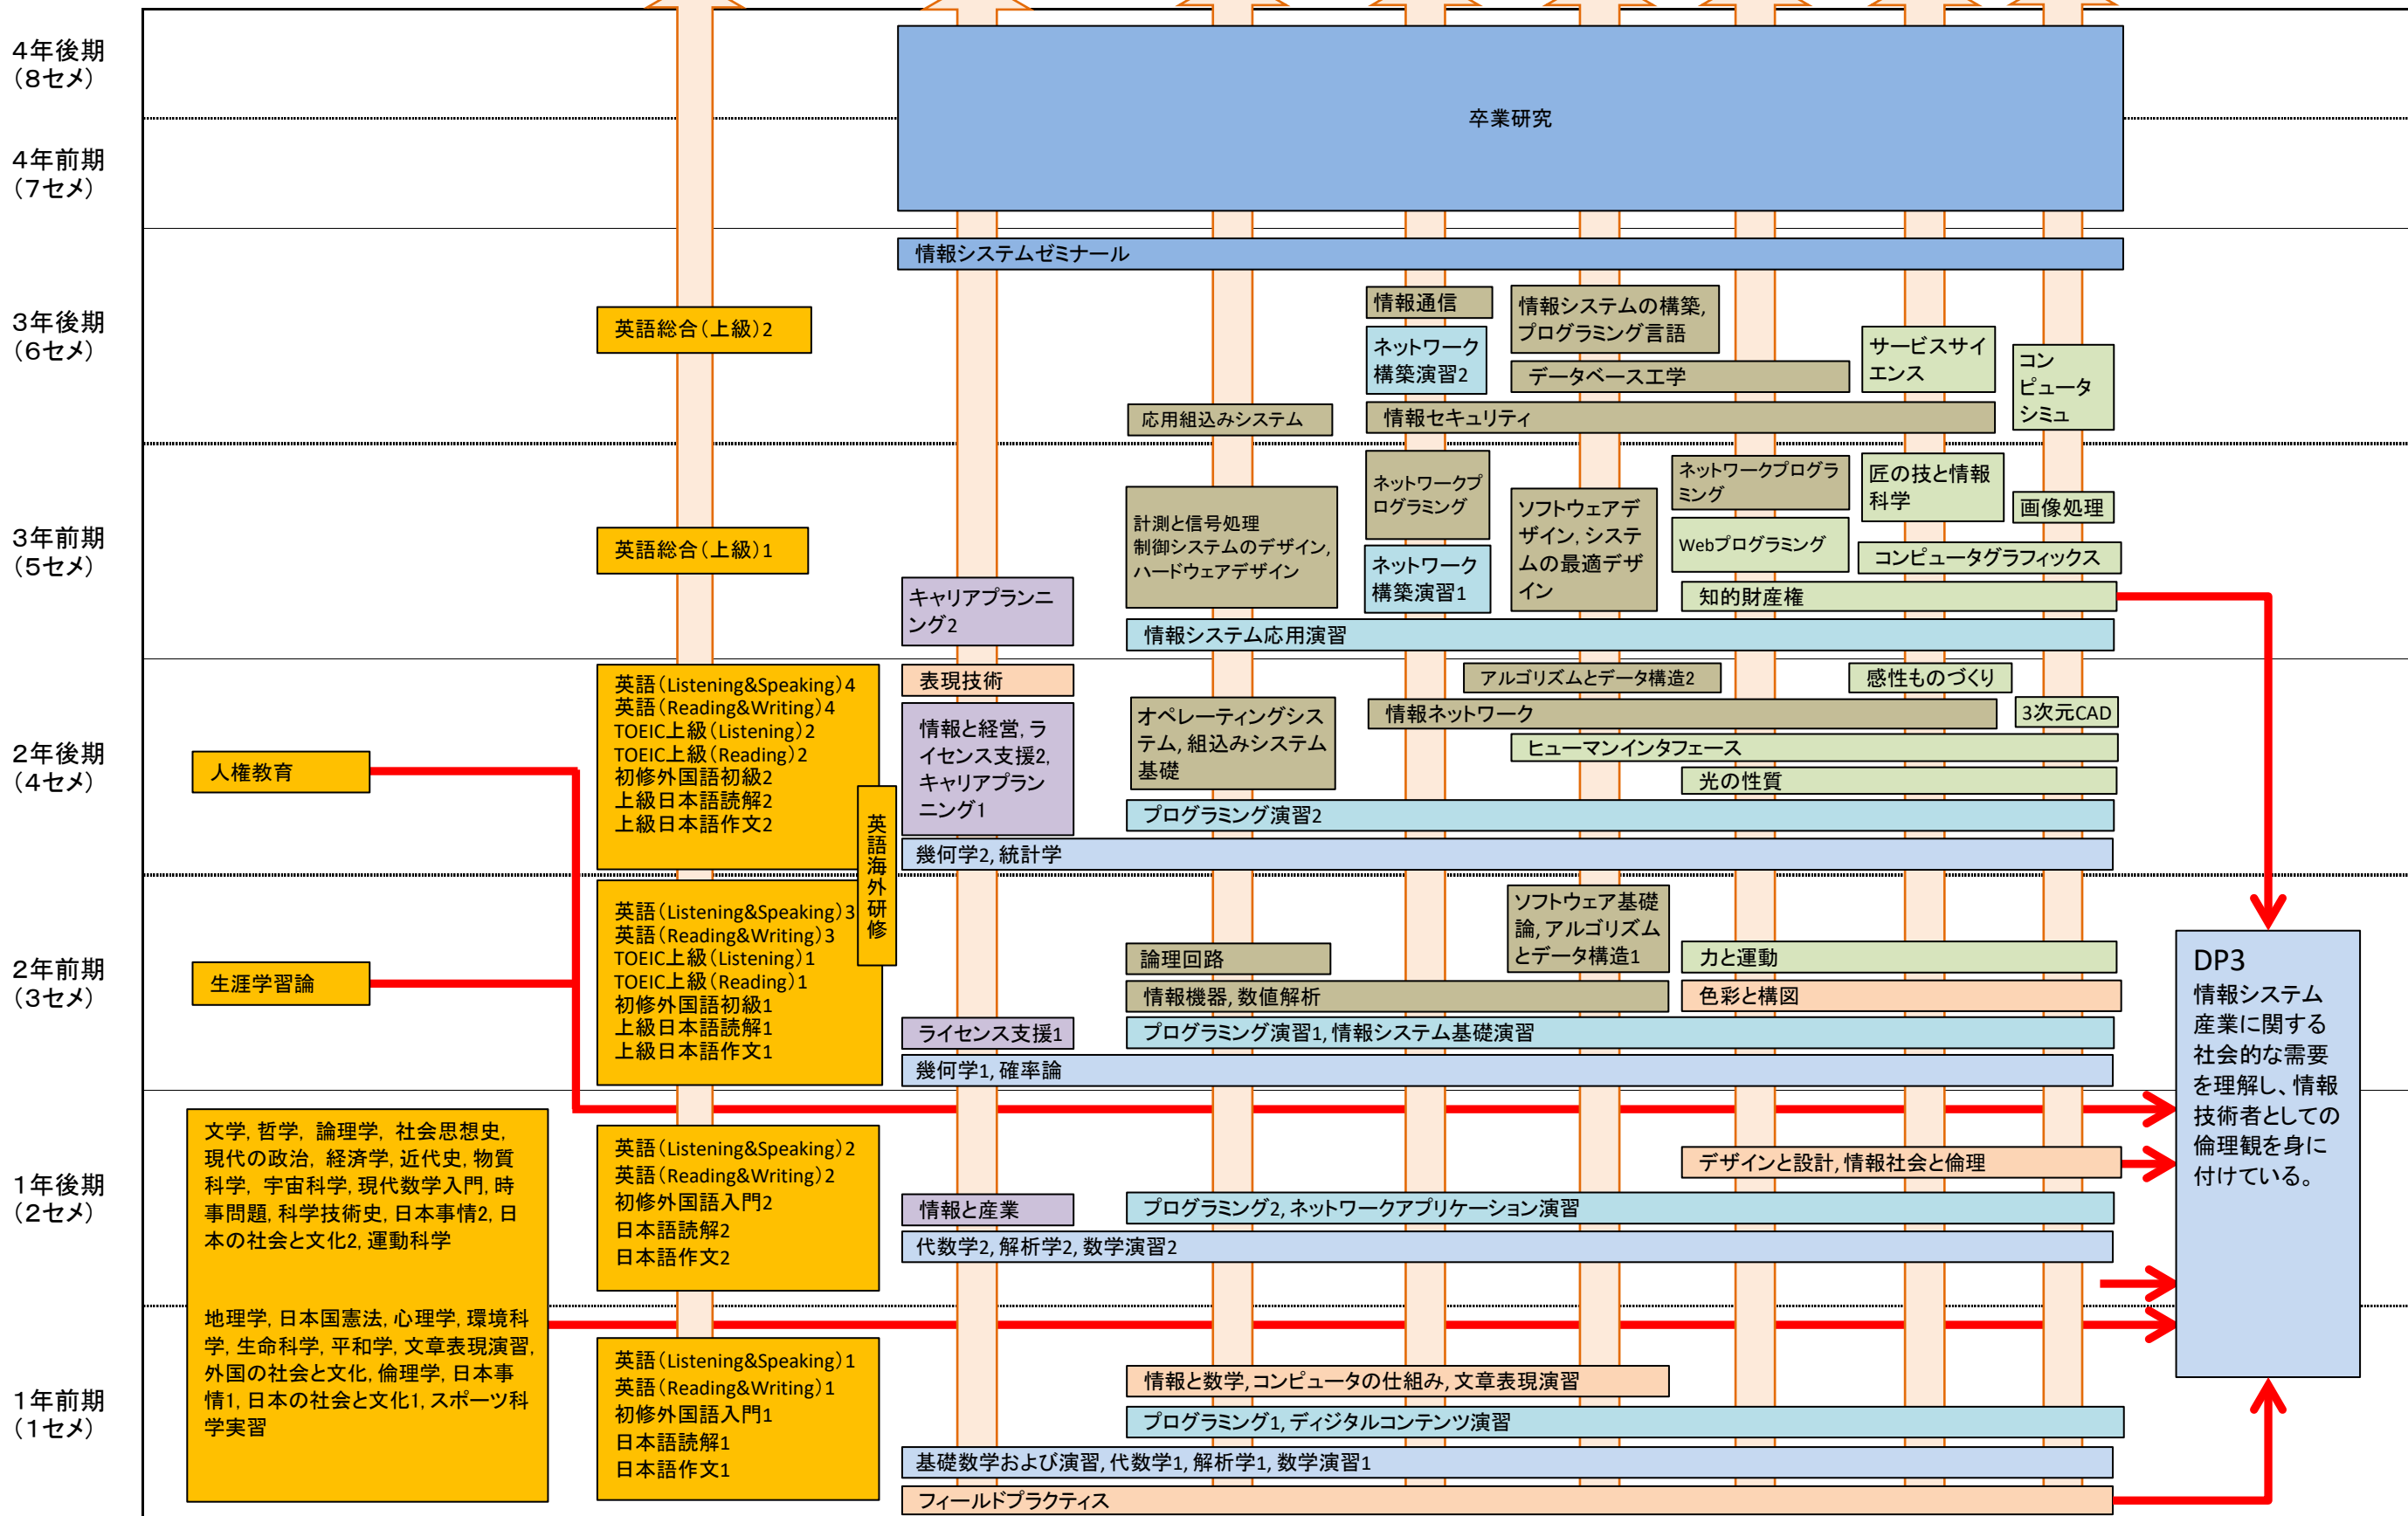 4年後期
(8セメ)
卒業研究
4年前期
(7セメ)
情報システムゼミナール
3年後期
(6セメ)
英語総合(上級)2
情報通信
ネットワーク
構築演習2
情報システムの構築,
プログラミング言語
データベース工学
サービスサイ
エンス
コン
ピュータ
シミュ
応用組込みシステム
情報セキュリティ
3年前期
(5セメ)
英語総合(上級)1
キャリアプランニ
ング2
計測と信号処理
制御システムのデザイン,
ハードウェアデザイン
ネットワークプ
ログラミング
ネットワーク
構築演習1
ソフトウェアデ
ザイン, システ
ムの最適デザ
イン
ネットワークプログラ
ミング
Webプログラミング
匠の技と情報
科学
画像処理
コンピュータグラフィックス
知的財産権
情報システム応用演習
2年後期
(4セメ)
人権教育
英語(Listening&Speaking)4
英語(Reading&Writing)4
TOEIC上級(Listening)2
TOEIC上級(Reading)2
初修外国語初級2
上級日本語読解2
上級日本語作文2
英語海外研修
表現技術
情報と経営, ラ
イセンス支援2,
キャリアプラン
ニング1
オペレーティングシス
テム, 組込みシステム
基礎
アルゴリズムとデータ構造2
感性ものづくり
情報ネットワーク
3次元CAD
ヒューマンインタフェース
光の性質
プログラミング演習2
幾何学2, 統計学
2年前期
(3セメ)
生涯学習論
英語(Listening&Speaking)3
英語(Reading&Writing)3
TOEIC上級(Listening)1
TOEIC上級(Reading)1
初修外国語初級1
上級日本語読解1
上級日本語作文1
ライセンス支援1
論理回路
情報機器, 数値解析
ソフトウェア基礎
論, アルゴリズム
とデータ構造1
力と運動
色彩と構図
プログラミング演習1, 情報システム基礎演習
幾何学1, 確率論
DP3
情報システム
産業に関する
社会的な需要
を理解し、情報
技術者としての
倫理観を身に
付けている。
1年後期
(2セメ)
文学, 哲学, 論理学, 社会思想史,
現代の政治, 経済学, 近代史, 物質
科学, 宇宙科学, 現代数学入門, 時
事問題, 科学技術史, 日本事情2, 日
本の社会と文化2, 運動科学
英語(Listening&Speaking)2
英語(Reading&Writing)2
初修外国語入門2
日本語読解2
日本語作文2
情報と産業
デザインと設計, 情報社会と倫理
プログラミング2, ネットワークアプリケーション演習
代数学2, 解析学2, 数学演習2
1年前期
(1セメ)
地理学, 日本国憲法, 心理学, 環境科
学, 生命科学, 平和学, 文章表現演習,
外国の社会と文化, 倫理学, 日本事
情1, 日本の社会と文化1, スポーツ科
学実習
英語(Listening&Speaking)1
英語(Reading&Writing)1
初修外国語入門1
日本語読解1
日本語作文1
情報と数学, コンピュータの仕組み, 文章表現演習
プログラミング1, ディジタルコンテンツ演習
基礎数学および演習, 代数学1, 解析学1, 数学演習1
フィールドプラクティス